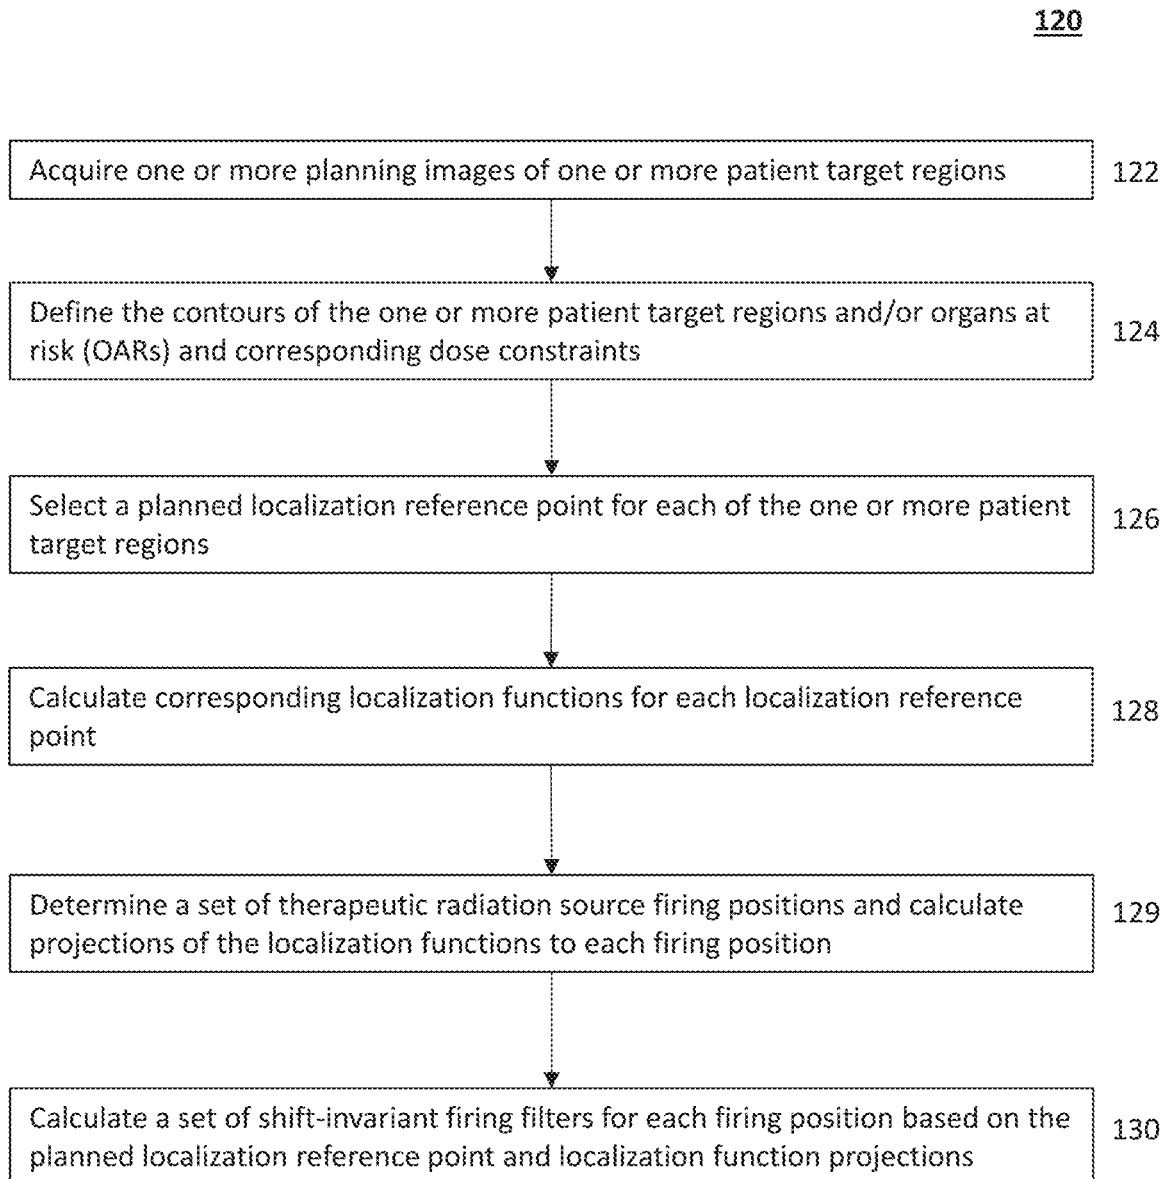 120
Acquire one or more planning images of one or more patient target regions
122
Define the contours of the one or more patient target regions and/or organs at
risk (OARs) and corresponding dose constraints
124
Select a planned localization reference point for each of the one or more patient
target regions
126
Calculate corresponding localization functions for each localization reference
point
128
Determine a set of therapeutic radiation source firing positions and calculate
projections of the localization functions to each firing position
129
Calculate a set of shift-invariant firing filters for each firing position based on the
planned localization reference point and localization function projections
130